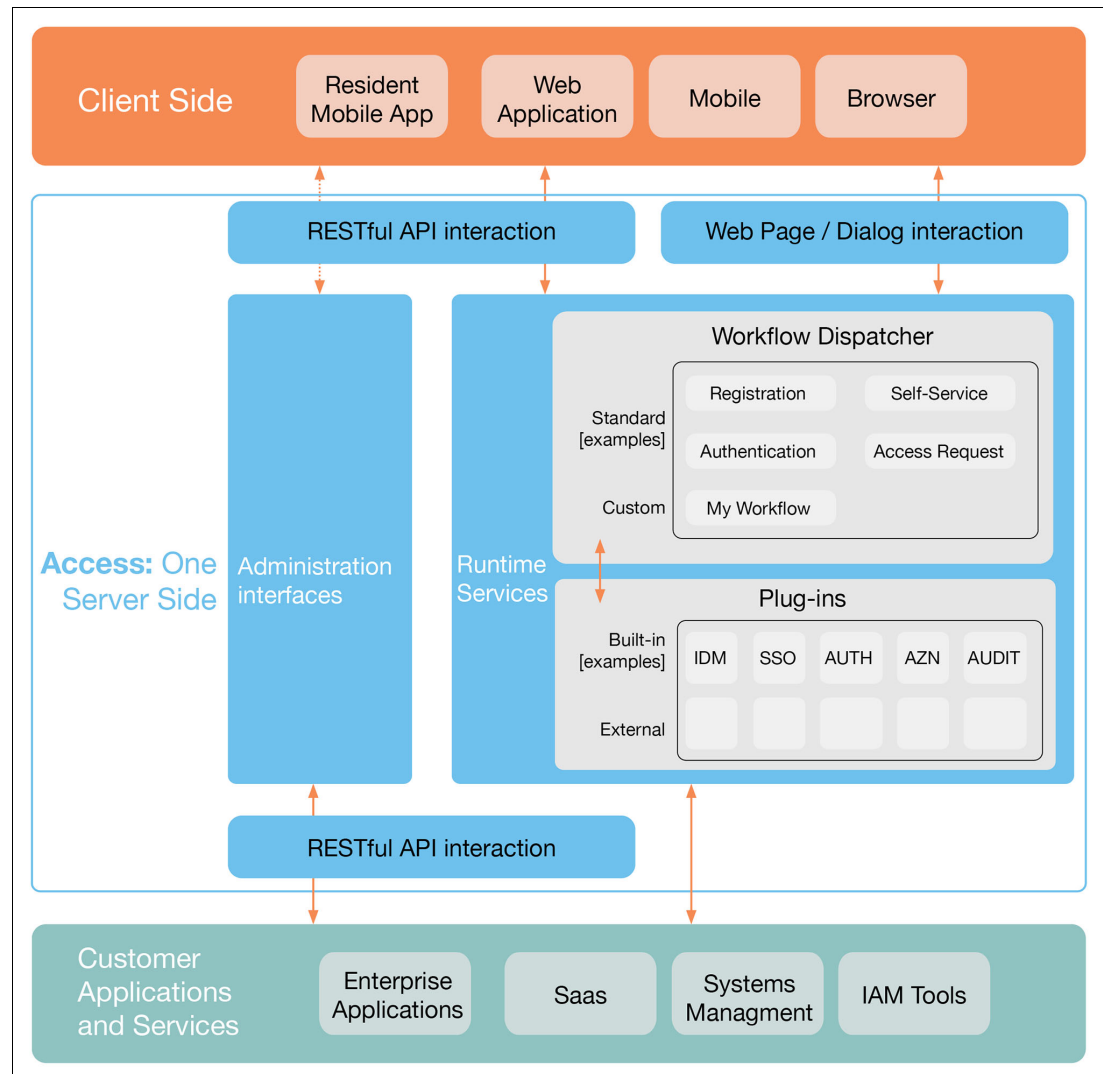 Client Side
Resident
Mobile App
Web
Application
Mobile
Browser
RESTful API interaction
Web Page / Dialog interaction
Access: One
Server Side
Administration
interfaces
Runtime
Services
Workflow Dispatcher
Standard
[examples]
Registration
Self-Service
Authentication
Access Request
Custom
My Workflow
Plug-ins
Built-in
[examples]
IDM
SSO
AUTH
AZN
AUDIT
External
RESTful API interaction
Customer
Applications
and Services
Enterprise
Applications
Saas
Systems
Managment
IAM Tools